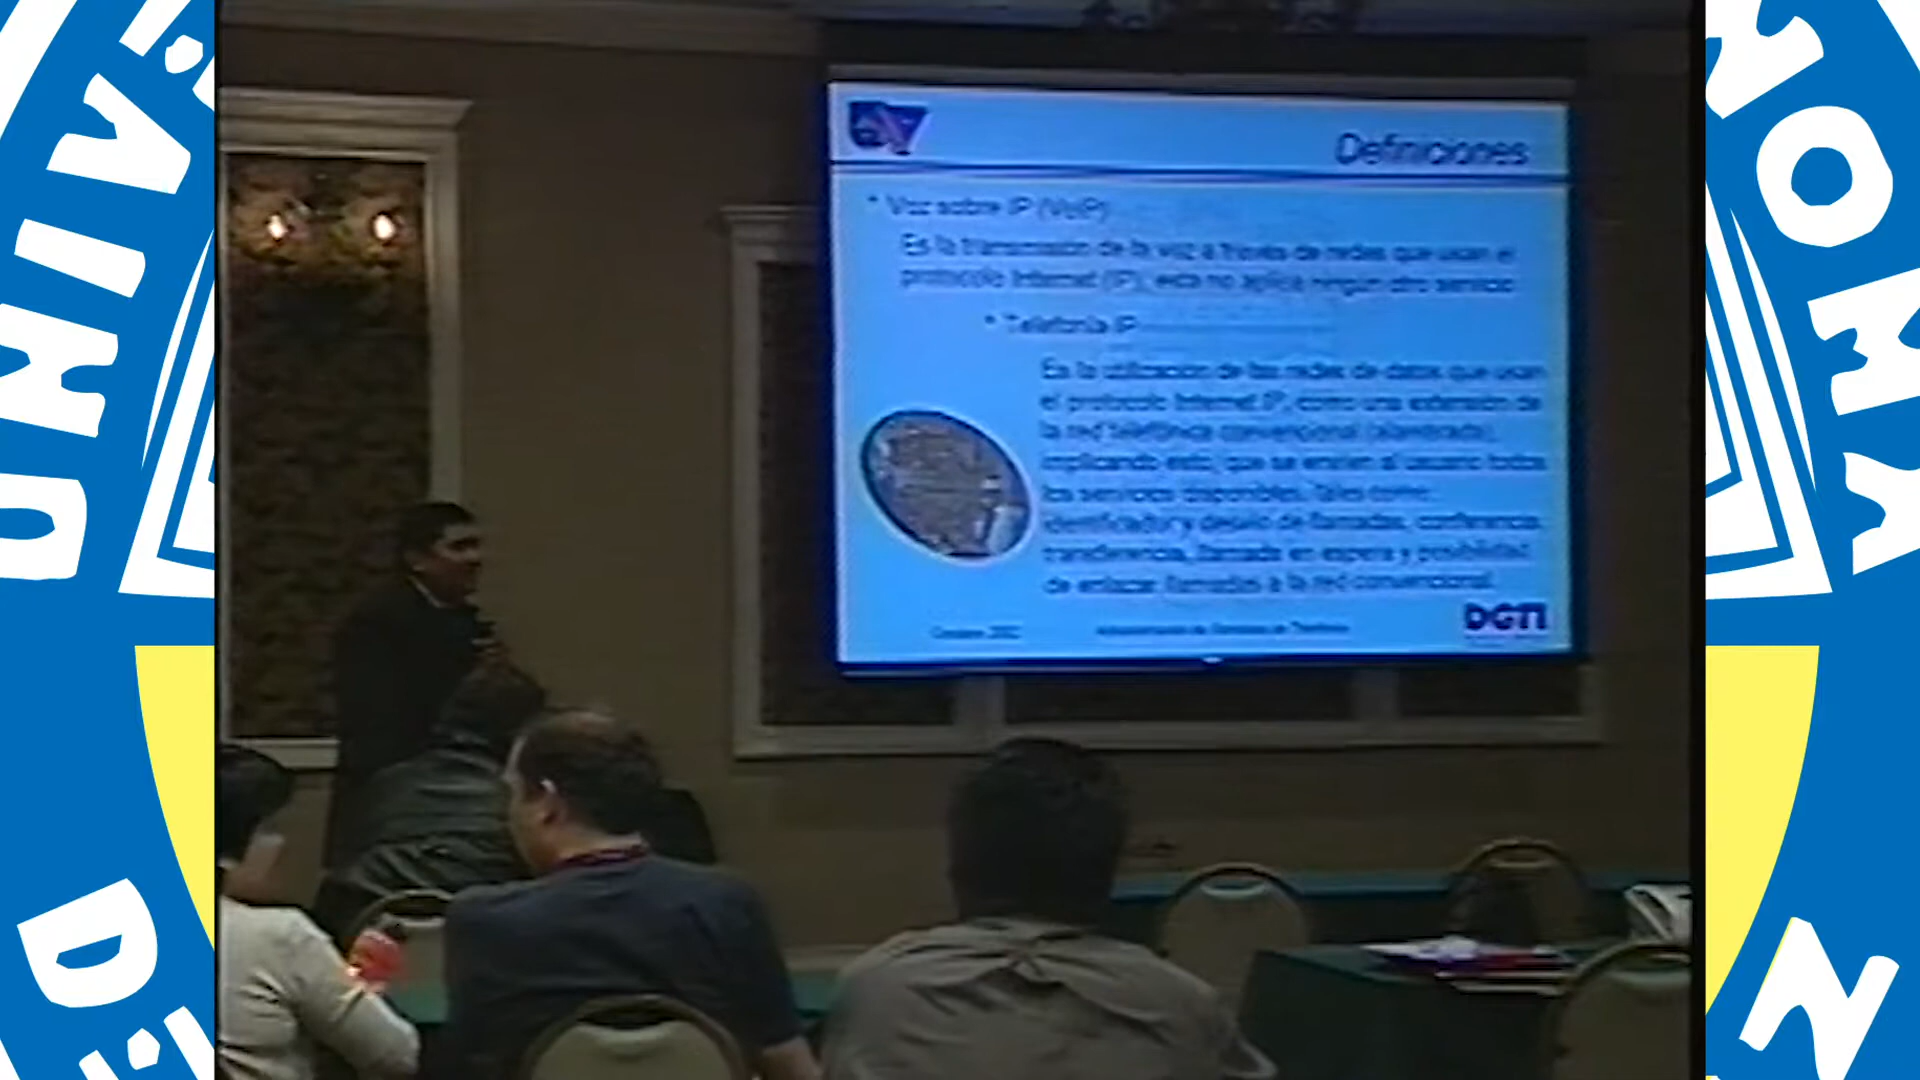 Definiciones
* Voz sobre IP (VoIP)
Es la transmisión de la voz a través de redes que usan el
protocolo Internet (IP), esta no aplica ningún otro servicio
* Telefonía IP
Es la utilización de las redes de datos que usan
el protocolo Internet IP, como una extensión de
la red telefónica convencional (alambrada),
implicando esto, que se envíen al usuario todos
los servicios disponibles. Tales como:
identificador y desvío de llamadas, conferencia,
transferencia, llamada en espera y posibilidad
de enlazar llamadas a la red convencional.
DGTI
UNIV
NOMA
DE
N